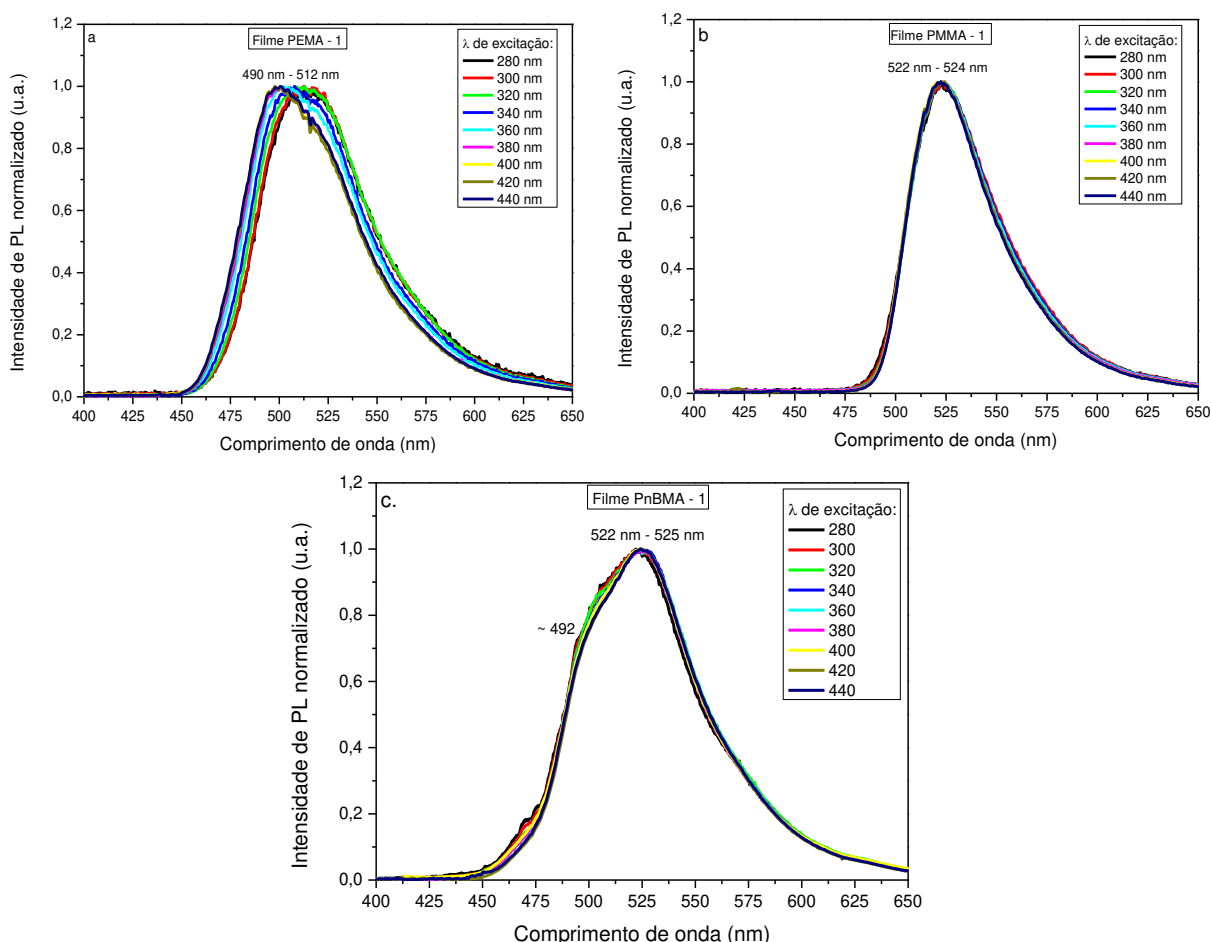 a
Filme PEMA - 1
490 nm - 512 nm
λ de excitação:
280 nm
300 nm
320 nm
340 nm
360 nm
380 nm
400 nm
420 nm
440 nm
Intensidade de PL normalizado (u.a.)
1,2
1,0
0,8
0,6
0,4
0,2
0,0
400 425 450 475 500 525 550 575 600 625 650
Comprimento de onda (nm)
b
Filme PMMA - 1
522 nm - 524 nm
λ de excitação:
280 nm
300 nm
320 nm
340 nm
360 nm
380 nm
400 nm
420 nm
440 nm
Intensidade de PL normalizado (u.a.)
1,2
1,0
0,8
0,6
0,4
0,2
0,0
400 425 450 475 500 525 550 575 600 625 650
Comprimento de onda (nm)
c.
Filme PnBMA - 1
522 nm - 525 nm
~ 492
λ de excitação:
280
300
320
340
360
380
400
420
440
Intensidade de PL normalizado (u.a.)
1,2
1,0
0,8
0,6
0,4
0,2
0,0
400 425 450 475 500 525 550 575 600 625 650
Comprimento de onda (nm)